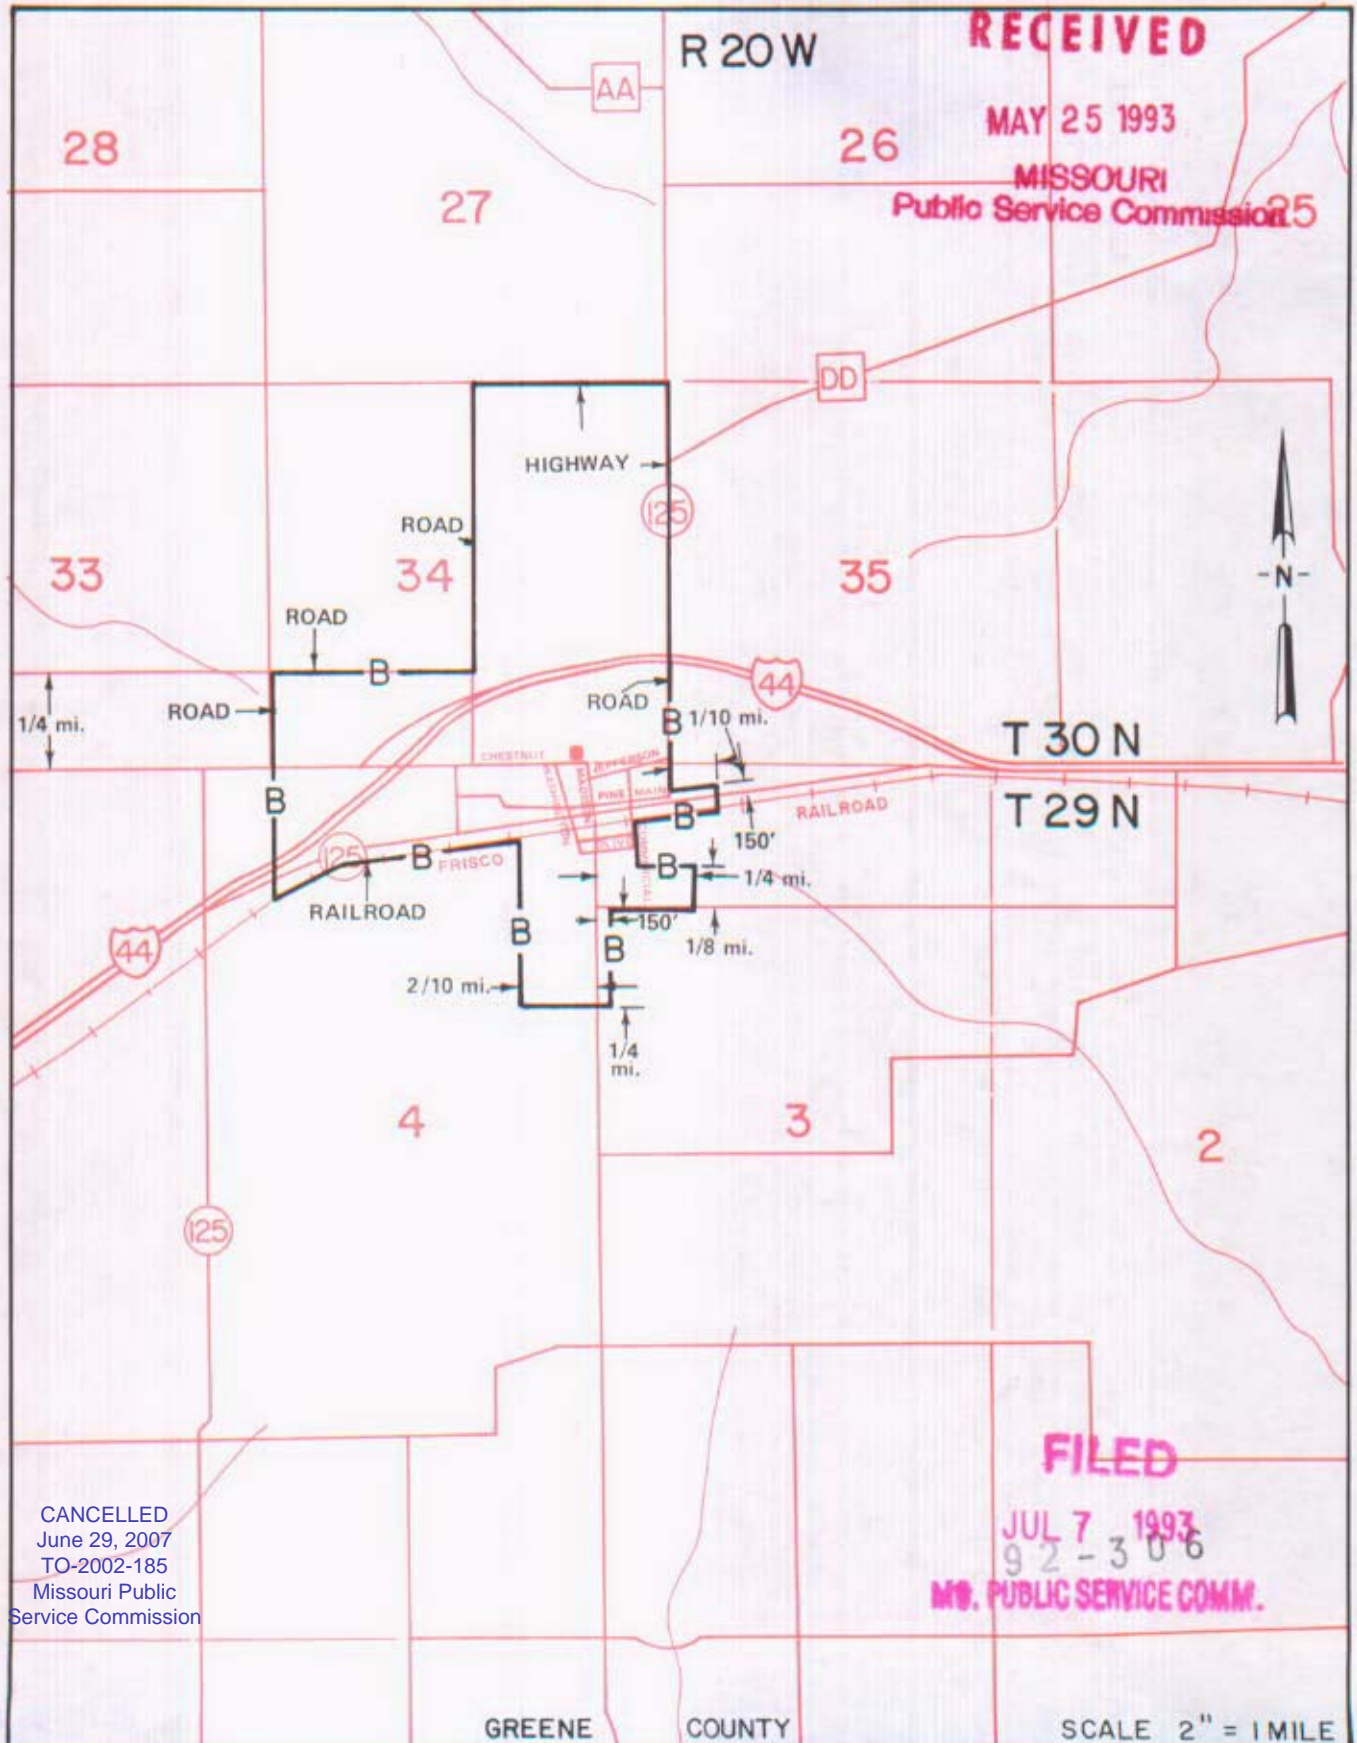 R 20 W
RECEIVED
MAY 25 1993
MISSOURI
Public Service Commission
AA
28
27
26
25
DD
HIGHWAY
125
ROAD
33
34
35
-N-
ROAD
B
44
1/4 mi.
ROAD
ROAD
B
1/10 mi.
T 30 N
CHESTNUT
JEFFERSON
WASHINGTON
MADISON
PINE
MAIN
B
B
RAILROAD
T 29 N
150'
OLIVE
COMMERCIAL
125
B
FRISCO
B
1/4 mi.
RAILROAD
150'
1/8 mi.
44
B
B
2/10 mi.
1/4
mi.
4
3
2
125
FILED
JUL 7 1993
92-306
MO. PUBLIC SERVICE COMM.
CANCELLED
June 29, 2007
TO-2002-185
Missouri Public
Service Commission
GREENE COUNTY
SCALE 2" = 1 MILE